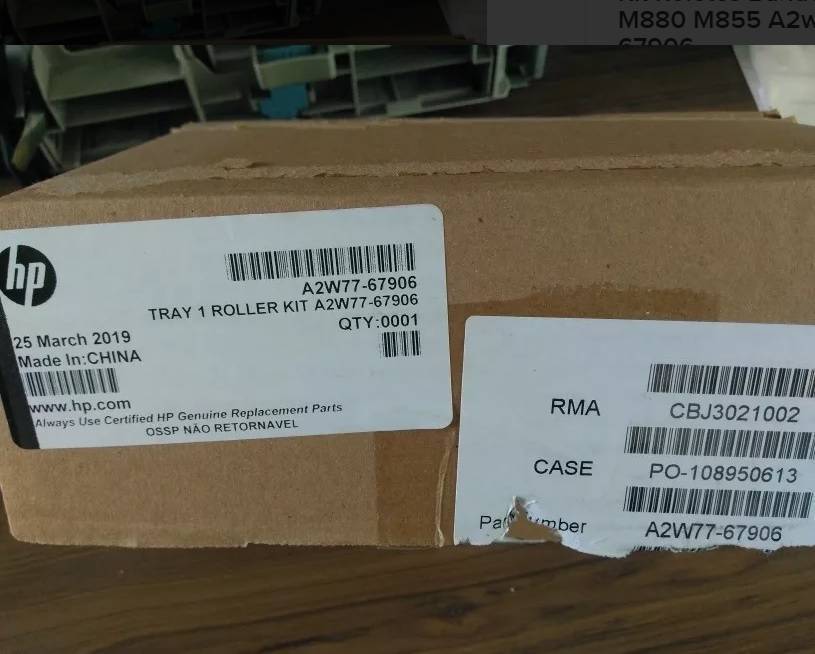 M880 M855 A2w
67906
hp
A2W77-67906
TRAY 1 ROLLER KIT A2W77-67906
QTY:0001
25 March 2019
Made In:CHINA
www.hp.com
Always Use Certified HP Genuine Replacement Parts
OSSP NÃO RETORNAVEL
RMA
CBJ3021002
CASE
PO-108950613
A2W77-67906